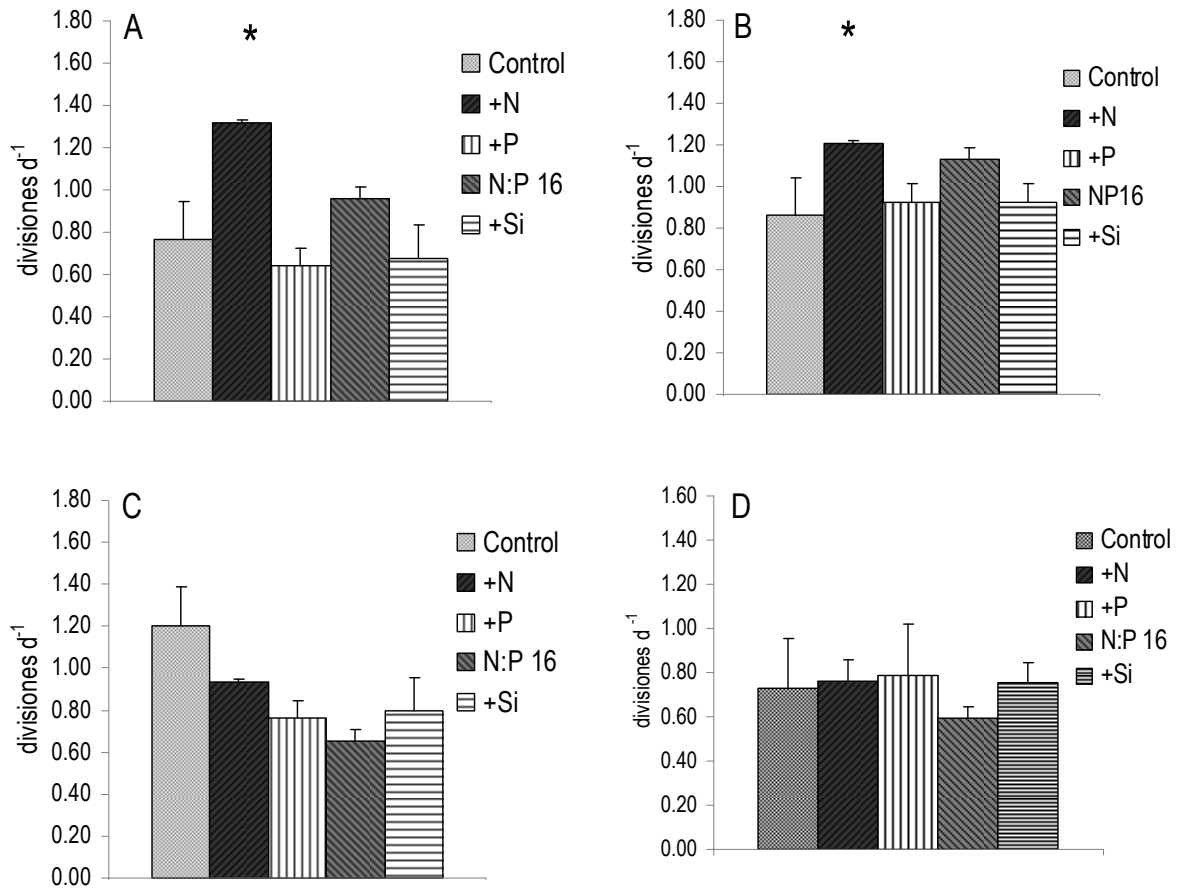 A
*
divisiones d-1
1.80
1.60
1.40
1.20
1.00
0.80
0.60
0.40
0.20
0.00
Control
+N
+P
N:P 16
+Si
B
*
divisiones d-1
1.80
1.60
1.40
1.20
1.00
0.80
0.60
0.40
0.20
0.00
Control
+N
+P
NP16
+Si
C
divisiones d-1
1.80
1.60
1.40
1.20
1.00
0.80
0.60
0.40
0.20
0.00
Control
+N
+P
N:P 16
+Si
D
divisiones d-1
1.60
1.40
1.20
1.00
0.80
0.60
0.40
0.20
0.00
Control
+N
+P
N:P 16
+Si